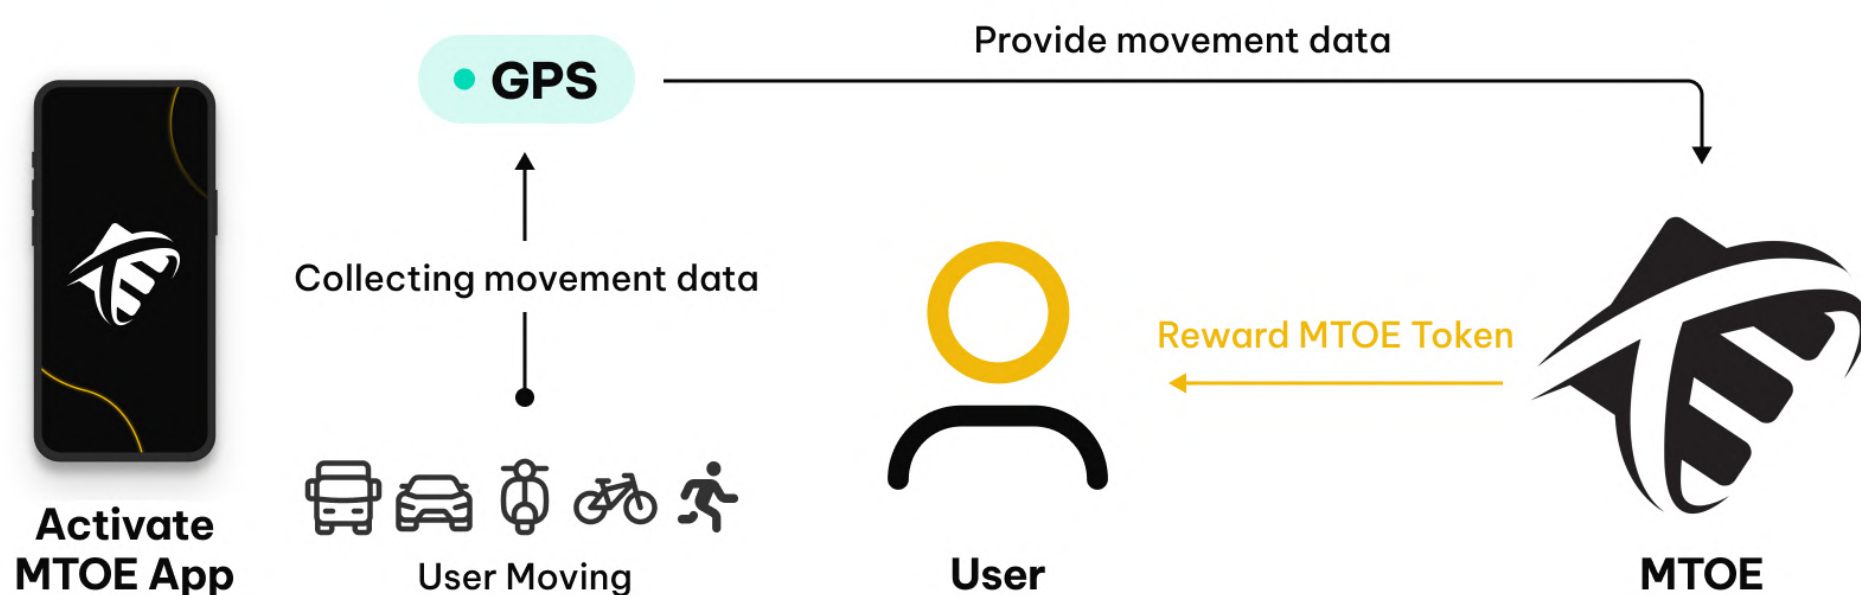 Provide movement data
GPS
Collecting movement data
Reward MTOE Token
Activate
MTOE App
User Moving
User
MTOE